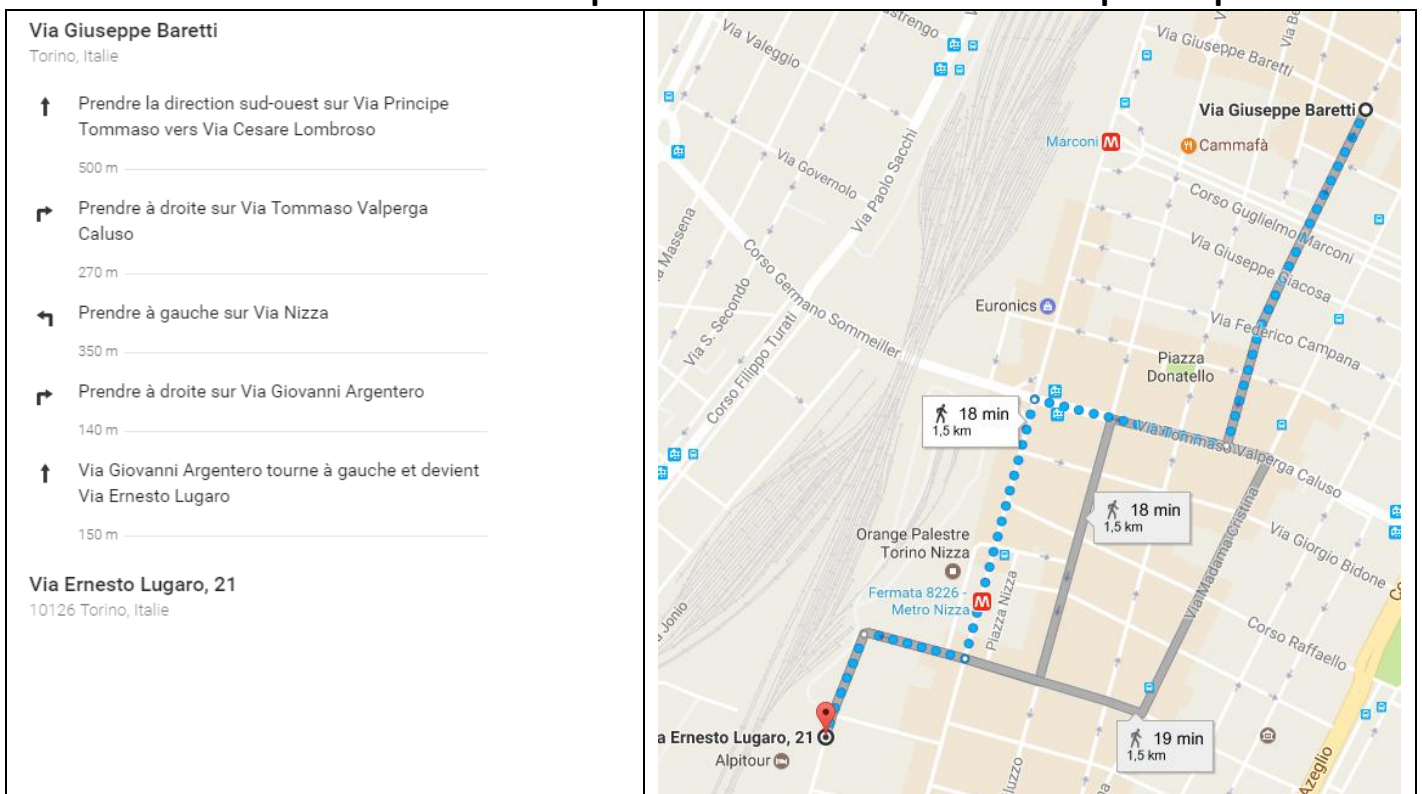 Via Giuseppe Baretti
Torino, Italie
Prendre la direction sud-ouest sur Via Principe
Tommaso vers Via Cesare Lombroso
500 m
Prendre à droite sur Via Tommaso Valperga
Caluso
270 m
Prendre à gauche sur Via Nizza
350 m
Prendre à droite sur Via Giovanni Argentero
140 m
Via Giovanni Argentero tourne à gauche et devient
Via Ernesto Lugaro
150 m
Via Ernesto Lugaro, 21
10126 Torino, Italie
Via Valeggio
Via Giuseppe Baretti
Via Giuseppe Baretti
Marconi
M
Cammafà
Via Governolo
Via Paolo Sacchi
Massena
Corso Guglielmo Marconi
Via Giuseppe Giacosa
Corso Germano Sommeiller
Via S. Secondo
Corso Filippo Turati
Euronics
Via Federico Campana
Piazza
Donatello
18 min
1,5 km
Via Tommaso Valperga Caluso
18 min
1,5 km
Orange Palestre
Torino Nizza
Fermata 8226 -
Metro Nizza
M
Piazza Nizza
Via Madama Cristina
Via Giorgio Bidone
Corso Raffaello
Jonio
a Ernesto Lugaro, 21
Alpitour
19 min
1,5 km
Azeglio